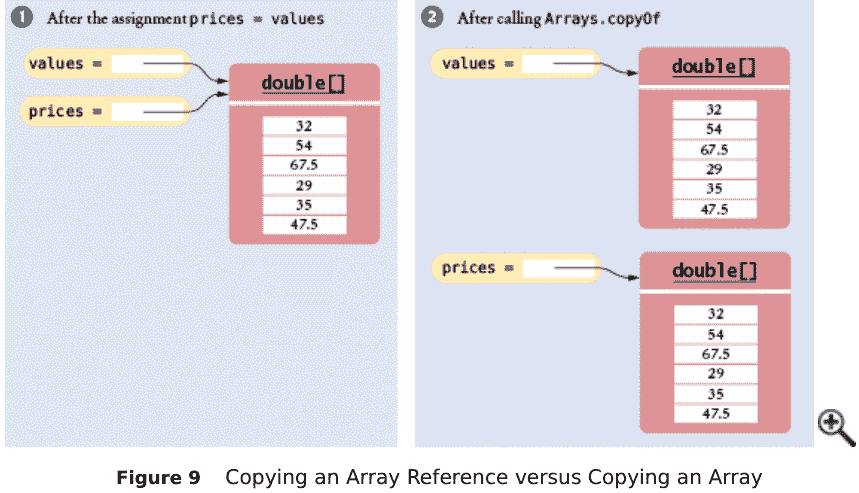 1 After the assignment prices = values
values =
prices =
double[]
32
54
67.5
29
35
47.5
2 After calling Arrays.copyOf
values =
double[]
32
54
67.5
29
35
47.5
prices =
double[]
32
54
67.5
29
35
47.5
Figure 9 Copying an Array Reference versus Copying an Array